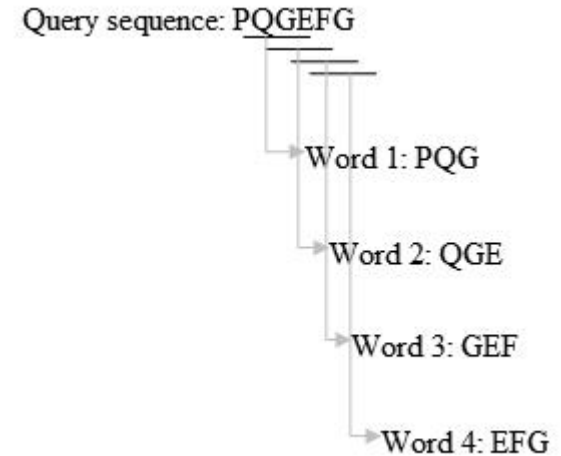 Query sequence: PQGEFG
Word 1: PQG
Word 2: QGE
Word 3: GEF
Word 4: EFG